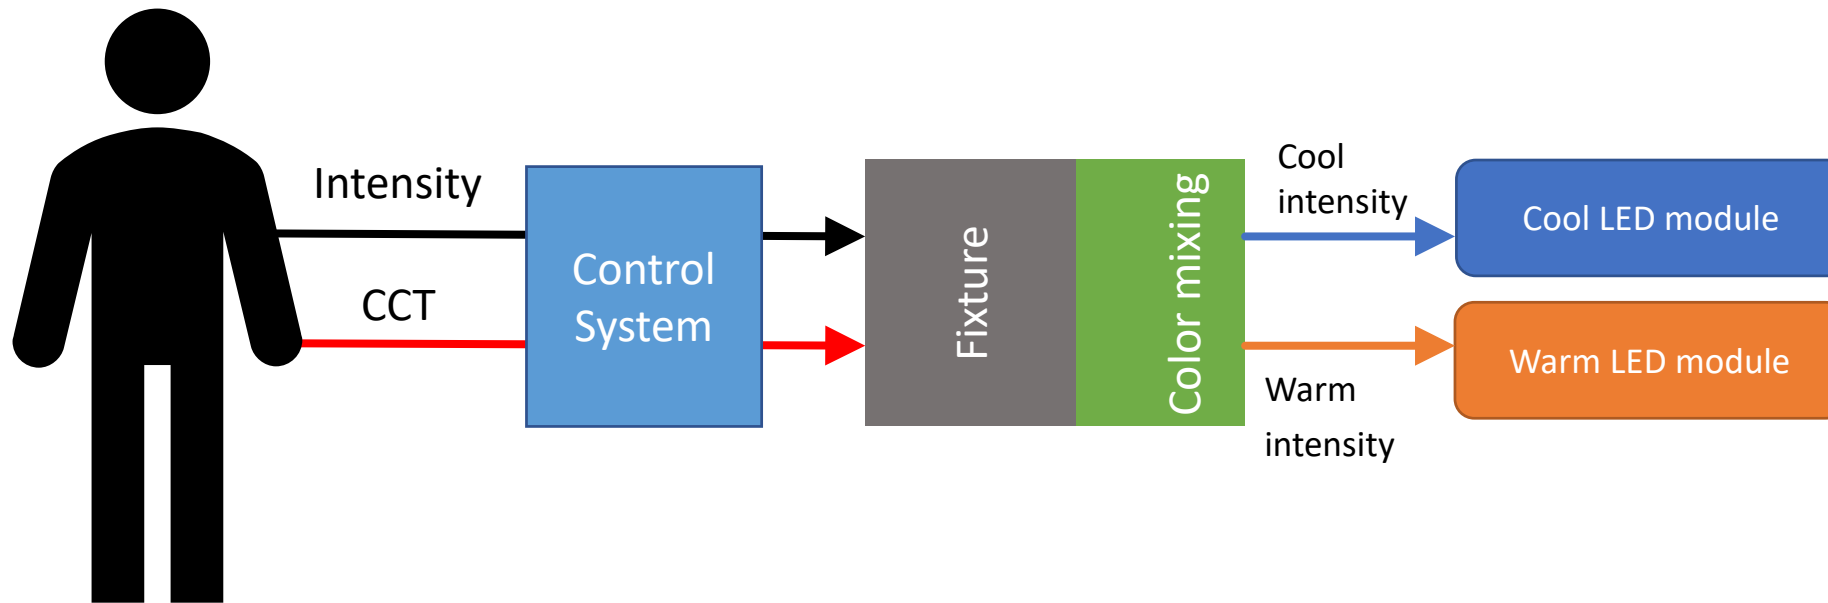 Intensity
CCT
Control
System
Fixture
Color mixing
Cool
intensity
Warm
intensity
Cool LED module
Warm LED module